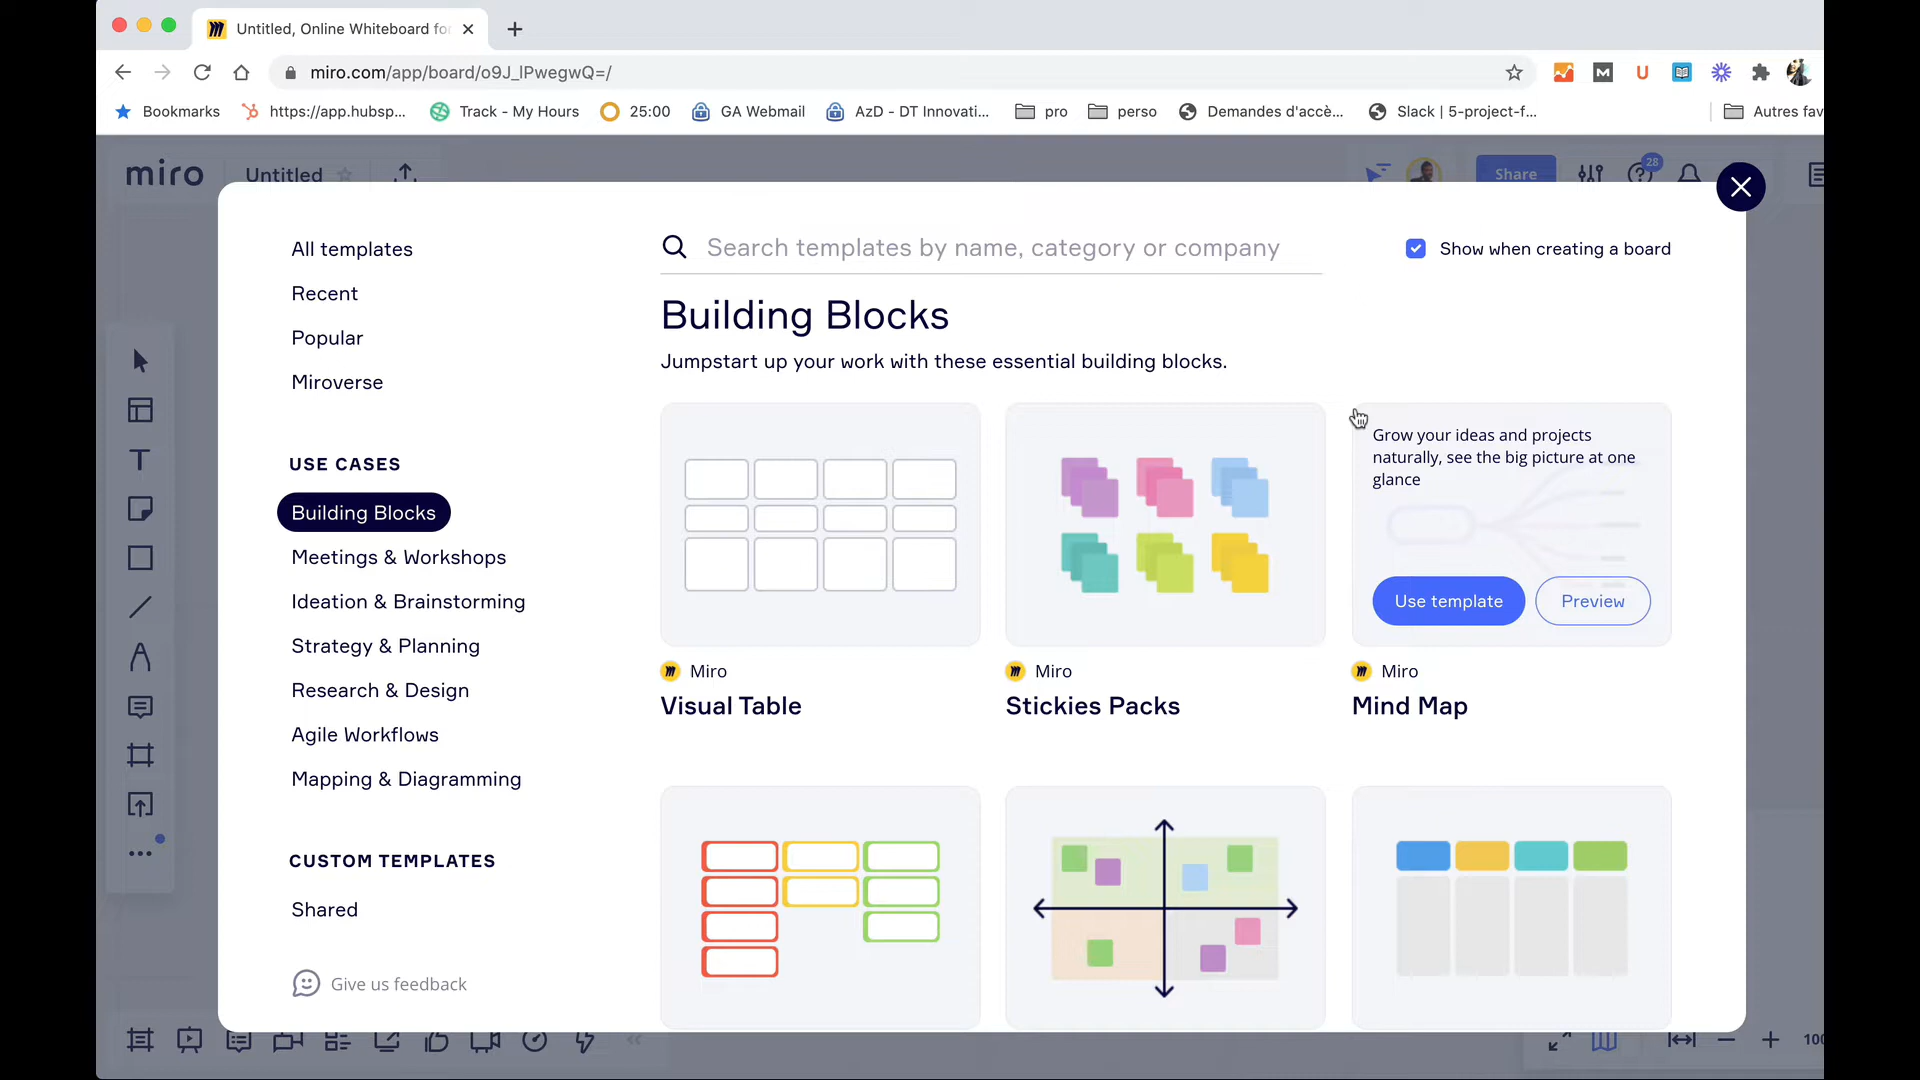 Untitled, Online Whiteboard fo
miro.com/app/board/o9J_lPwegwQ=/
Bookmarks
https://app.hubsp...
Track - My Hours
25:00
GA Webmail
AzD - DT Innovati...
pro
perso
Demandes d'accè...
Slack | 5-project-f...
Autres fav
miro
Untitled
Share
28
All templates
Recent
Popular
Miroverse
USE CASES
Building Blocks
Meetings & Workshops
Ideation & Brainstorming
Strategy & Planning
Research & Design
Agile Workflows
Mapping & Diagramming
CUSTOM TEMPLATES
Shared
Give us feedback
Search templates by name, category or company
Show when creating a board
Building Blocks
Jumpstart up your work with these essential building blocks.
Grow your ideas and projects
naturally, see the big picture at one
glance
Use template
Preview
Miro
Visual Table
Miro
Stickies Packs
Miro
Mind Map
100